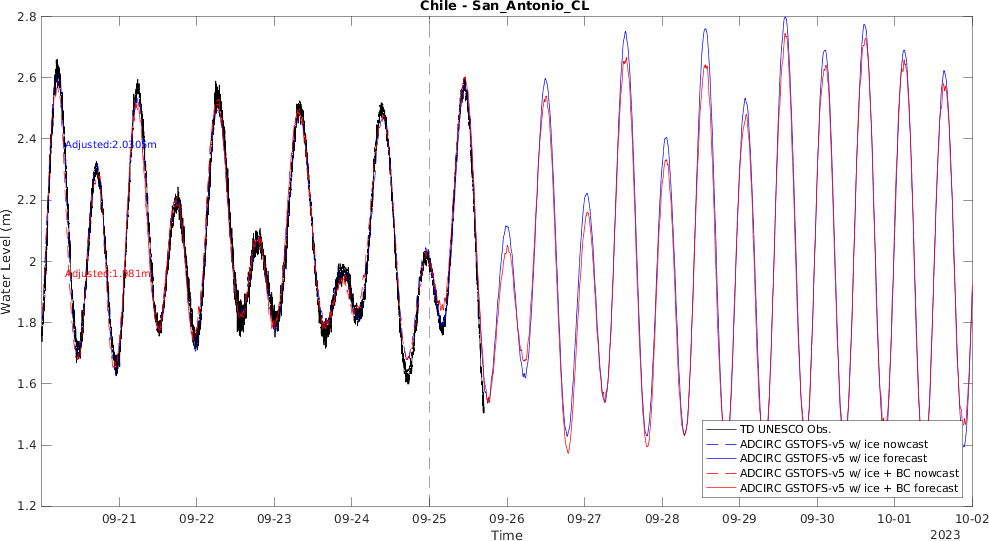 Chile - San_Antonio_CL
2.8
2.6
2.4
2.2
2
1.8
1.6
1.4
1.2
Water Level (m)
Adjusted:2.0305m
Adjusted:1.981m
TD UNESCO Obs.
ADCIRC GSTOFS-v5 w/ ice nowcast
ADCIRC GSTOFS-v5 w/ ice forecast
ADCIRC GSTOFS-v5 w/ ice + BC nowcast
ADCIRC GSTOFS-v5 w/ ice + BC forecast
09-21 09-22 09-23 09-24 09-25 09-26 09-27 09-28 09-29 09-30 10-01 10-02
Time
2023